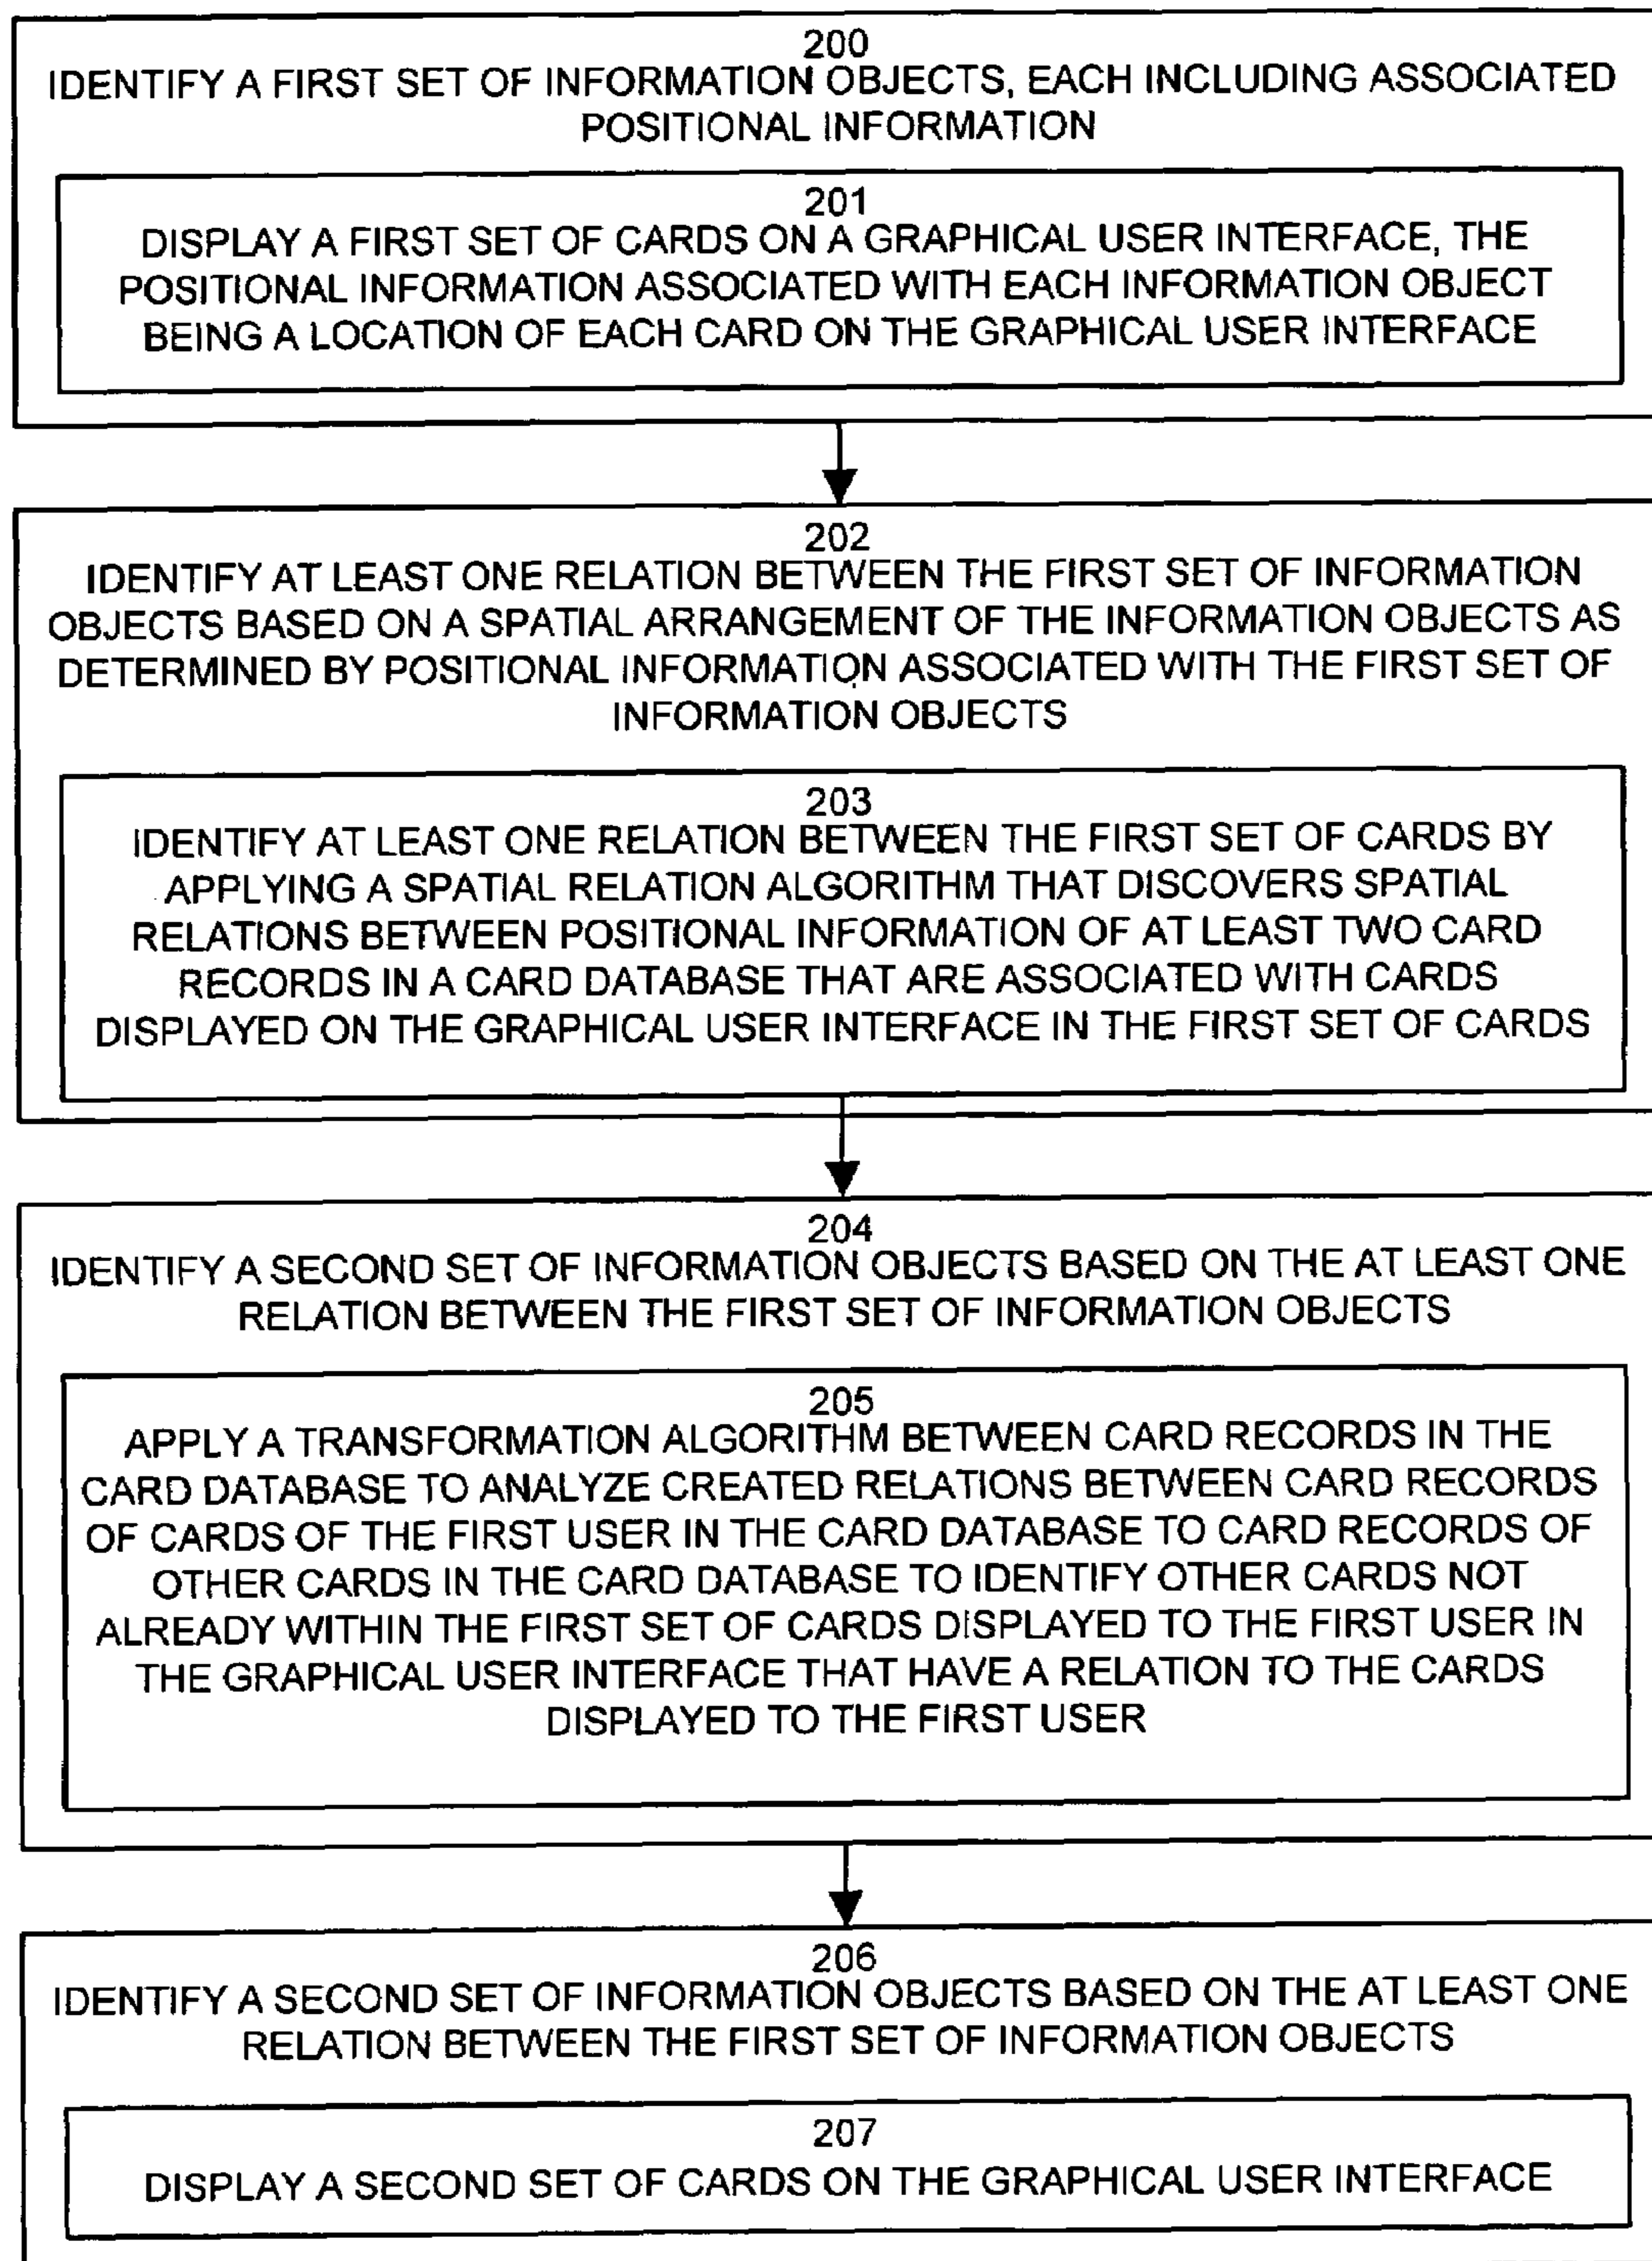 200
IDENTIFY A FIRST SET OF INFORMATION OBJECTS, EACH INCLUDING ASSOCIATED
POSITIONAL INFORMATION
201
DISPLAY A FIRST SET OF CARDS ON A GRAPHICAL USER INTERFACE, THE
POSITIONAL INFORMATION ASSOCIATED WITH EACH INFORMATION OBJECT
BEING A LOCATION OF EACH CARD ON THE GRAPHICAL USER INTERFACE
202
IDENTIFY AT LEAST ONE RELATION BETWEEN THE FIRST SET OF INFORMATION
OBJECTS BASED ON A SPATIAL ARRANGEMENT OF THE INFORMATION OBJECTS AS
DETERMINED BY POSITIONAL INFORMATION ASSOCIATED WITH THE FIRST SET OF
INFORMATION OBJECTS
203
IDENTIFY AT LEAST ONE RELATION BETWEEN THE FIRST SET OF CARDS BY
APPLYING A SPATIAL RELATION ALGORITHM THAT DISCOVERS SPATIAL
RELATIONS BETWEEN POSITIONAL INFORMATION OF AT LEAST TWO CARD
RECORDS IN A CARD DATABASE THAT ARE ASSOCIATED WITH CARDS
DISPLAYED ON THE GRAPHICAL USER INTERFACE IN THE FIRST SET OF CARDS
204
IDENTIFY A SECOND SET OF INFORMATION OBJECTS BASED ON THE AT LEAST ONE
RELATION BETWEEN THE FIRST SET OF INFORMATION OBJECTS
205
APPLY A TRANSFORMATION ALGORITHM BETWEEN CARD RECORDS IN THE
CARD DATABASE TO ANALYZE CREATED RELATIONS BETWEEN CARD RECORDS
OF CARDS OF THE FIRST USER IN THE CARD DATABASE TO CARD RECORDS OF
OTHER CARDS IN THE CARD DATABASE TO IDENTIFY OTHER CARDS NOT
ALREADY WITHIN THE FIRST SET OF CARDS DISPLAYED TO THE FIRST USER IN
THE GRAPHICAL USER INTERFACE THAT HAVE A RELATION TO THE CARDS
DISPLAYED TO THE FIRST USER
206
IDENTIFY A SECOND SET OF INFORMATION OBJECTS BASED ON THE AT LEAST ONE
RELATION BETWEEN THE FIRST SET OF INFORMATION OBJECTS
207
DISPLAY A SECOND SET OF CARDS ON THE GRAPHICAL USER INTERFACE